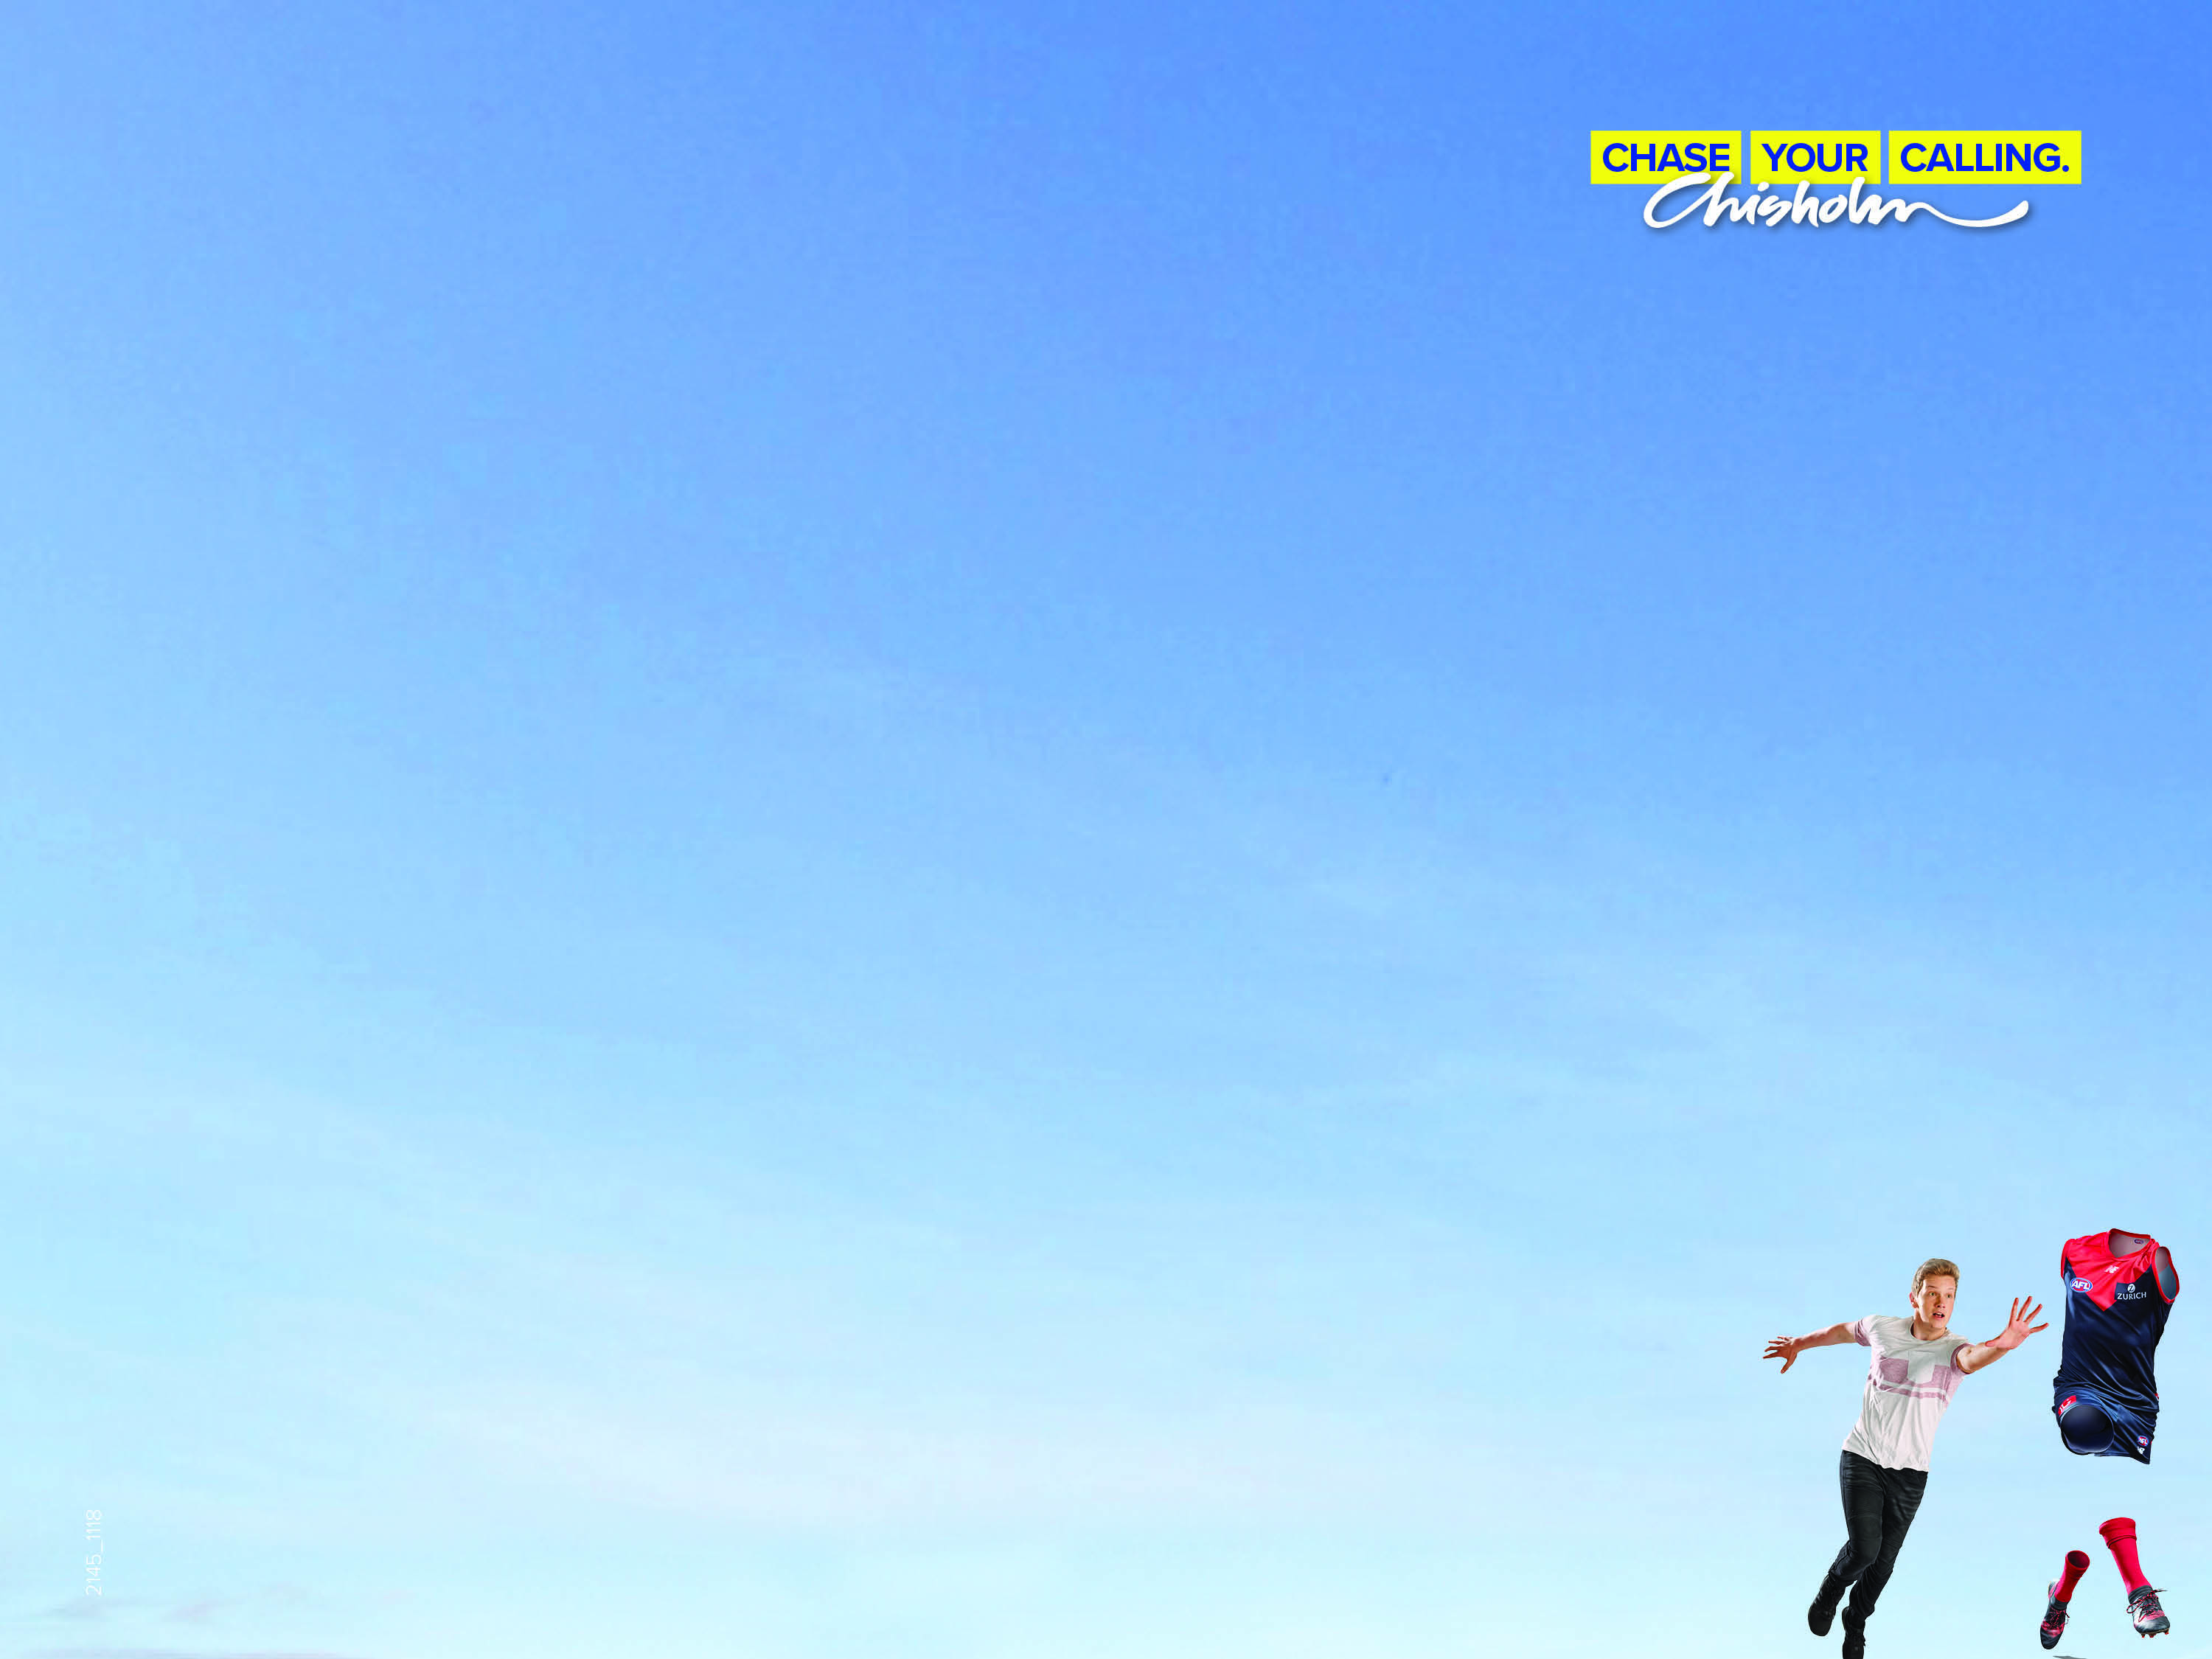 CHASE YOUR CALLING.
Chisholm
AFL
ZURICH
2145_1118